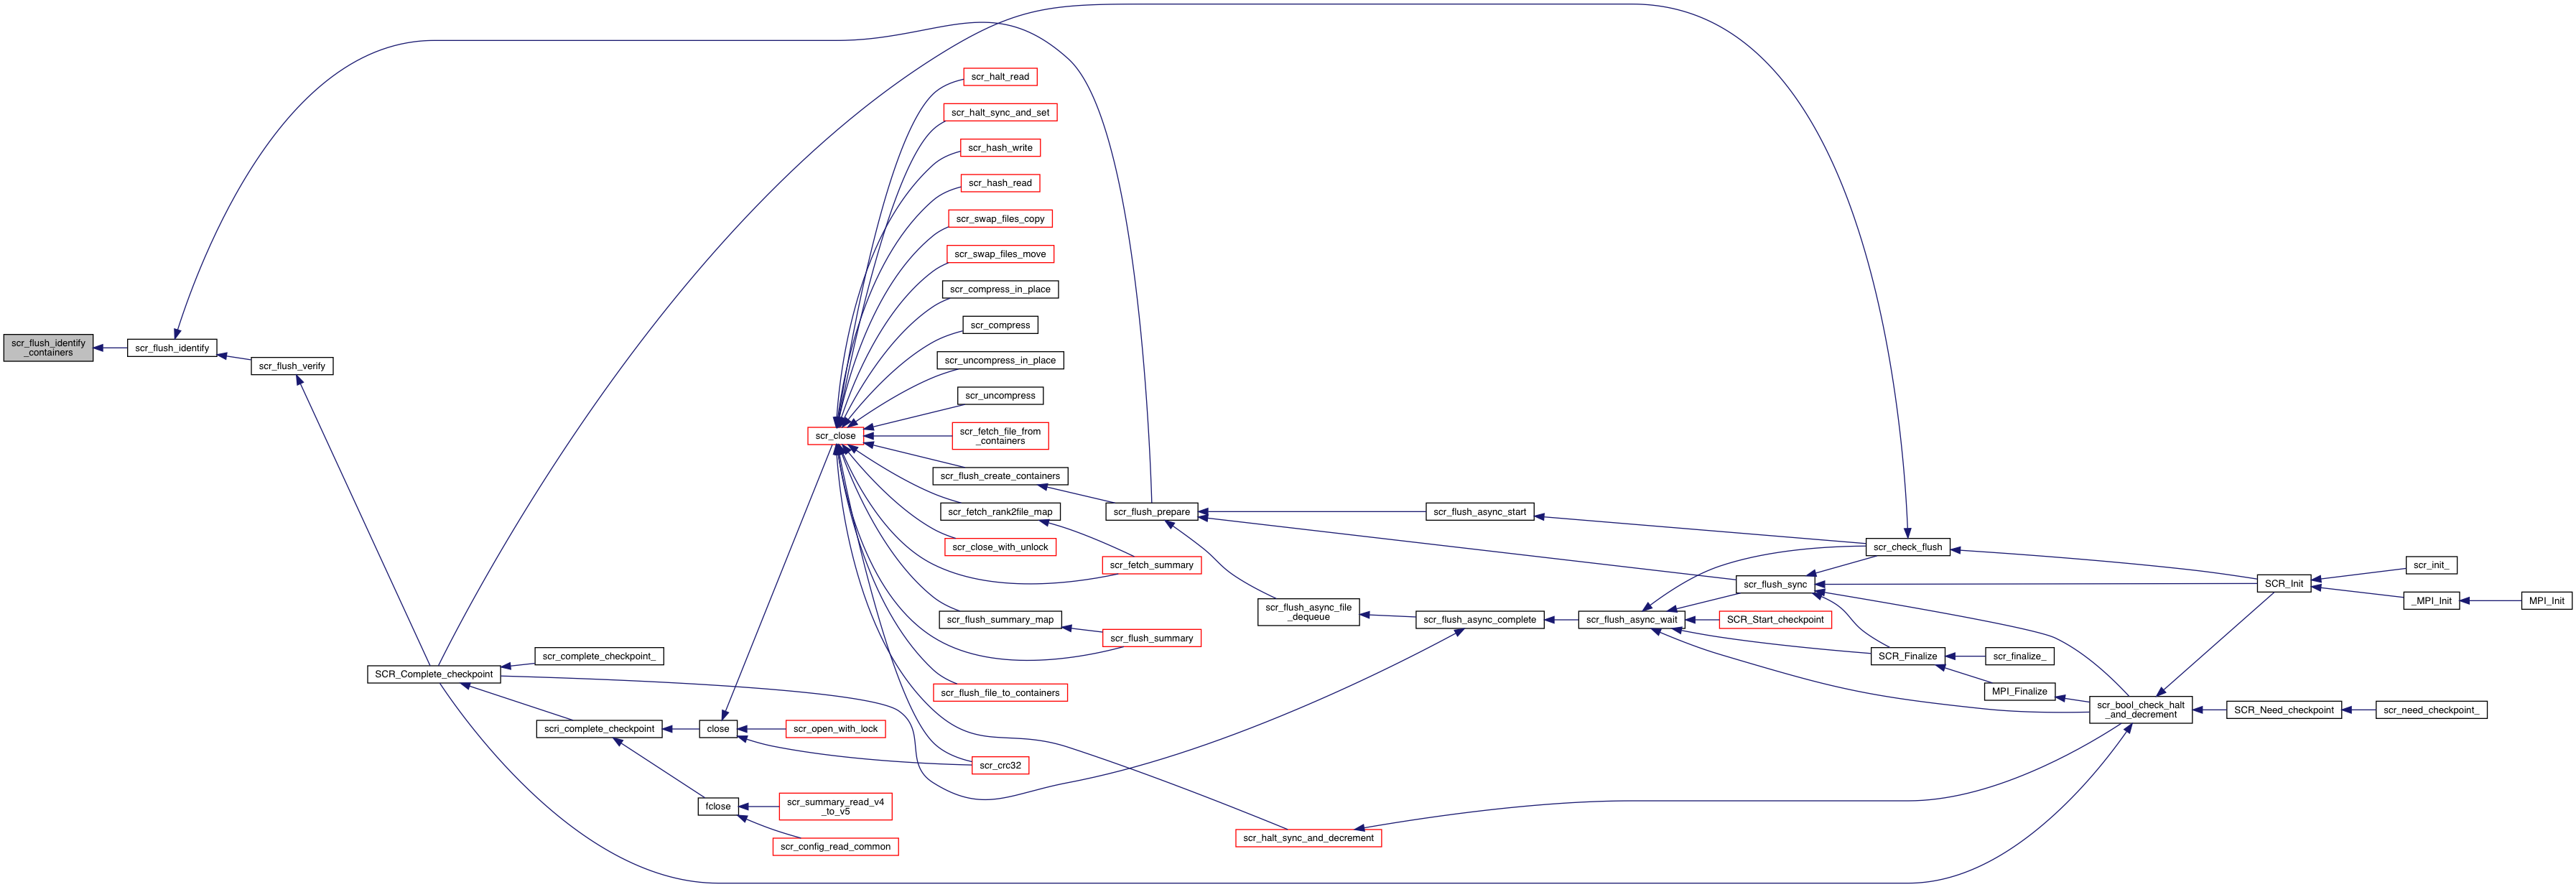 scr_flush_identify
_containers
scr_flush_identify
scr_flush_verify
SCR_Complete_checkpoint
scr_complete_checkpoint_
scri_complete_checkpoint
close
fclose
scr_open_with_lock
scr_summary_read_v4
_to_v5
scr_config_read_common
scr_close
scr_halt_read
scr_halt_sync_and_set
scr_hash_write
scr_hash_read
scr_swap_files_copy
scr_swap_files_move
scr_compress_in_place
scr_compress
scr_uncompress_in_place
scr_uncompress
scr_fetch_file_from
_containers
scr_flush_create_containers
scr_fetch_rank2file_map
scr_close_with_unlock
scr_flush_summary_map
scr_flush_file_to_containers
scr_crc32
scr_flush_prepare
scr_fetch_summary
scr_flush_summary
scr_halt_sync_and_decrement
scr_flush_async_file
_dequeue
scr_flush_async_start
scr_flush_async_complete
scr_flush_async_wait
scr_flush_sync
SCR_Start_checkpoint
scr_check_flush
SCR_Finalize
scr_finalize_
MPI_Finalize
scr_bool_check_halt
_and_decrement
SCR_Init
SCR_Need_checkpoint
scr_init_
_MPI_Init
MPI_Init
scr_need_checkpoint_